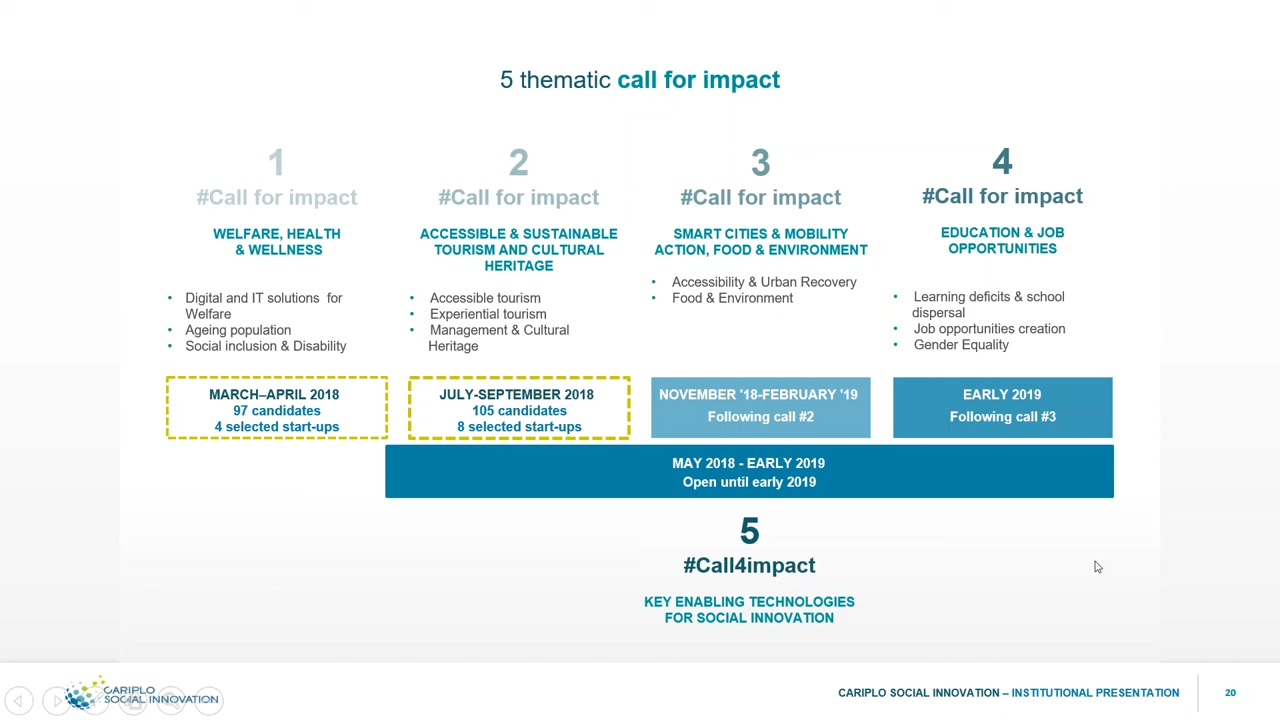 5 thematic call for impact
1
#Call for impact
WELFARE, HEALTH
& WELLNESS
• Digital and IT solutions for
Welfare
• Ageing population
• Social inclusion & Disability
MARCH–APRIL 2018
97 candidates
4 selected start-ups
2
#Call for impact
ACCESSIBLE & SUSTAINABLE
TOURISM AND CULTURAL
HERITAGE
• Accessible tourism
• Experiential tourism
• Management & Cultural
Heritage
JULY-SEPTEMBER 2018
105 candidates
8 selected start-ups
3
#Call for impact
SMART CITIES & MOBILITY
ACTION, FOOD & ENVIRONMENT
• Accessibility & Urban Recovery
• Food & Environment
NOVEMBER '18-FEBRUARY '19
Following call #2
4
#Call for impact
EDUCATION & JOB
OPPORTUNITIES
• Learning deficits & school
dispersal
• Job opportunities creation
• Gender Equality
EARLY 2019
Following call #3
MAY 2018 - EARLY 2019
Open until early 2019
5
#Call4impact
KEY ENABLING TECHNOLOGIES
FOR SOCIAL INNOVATION
CARIPLO
SOCIAL INNOVATION
CARIPLO SOCIAL INNOVATION – INSTITUTIONAL PRESENTATION
20